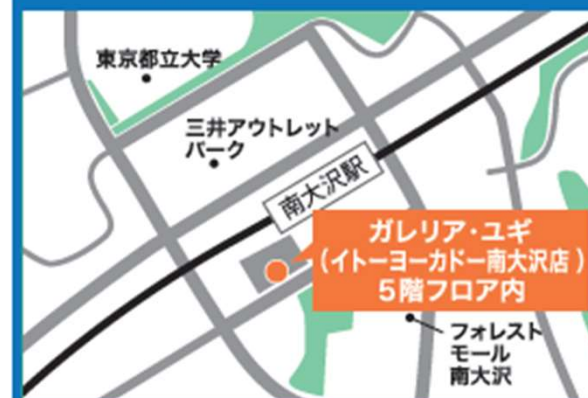 東京都立大学
三井アウトレット
パーク
南大沢駅
ガレリア・ユギ
(イトーヨーカドー南大沢店)
5階フロア内
フォレスト
モール
南大沢